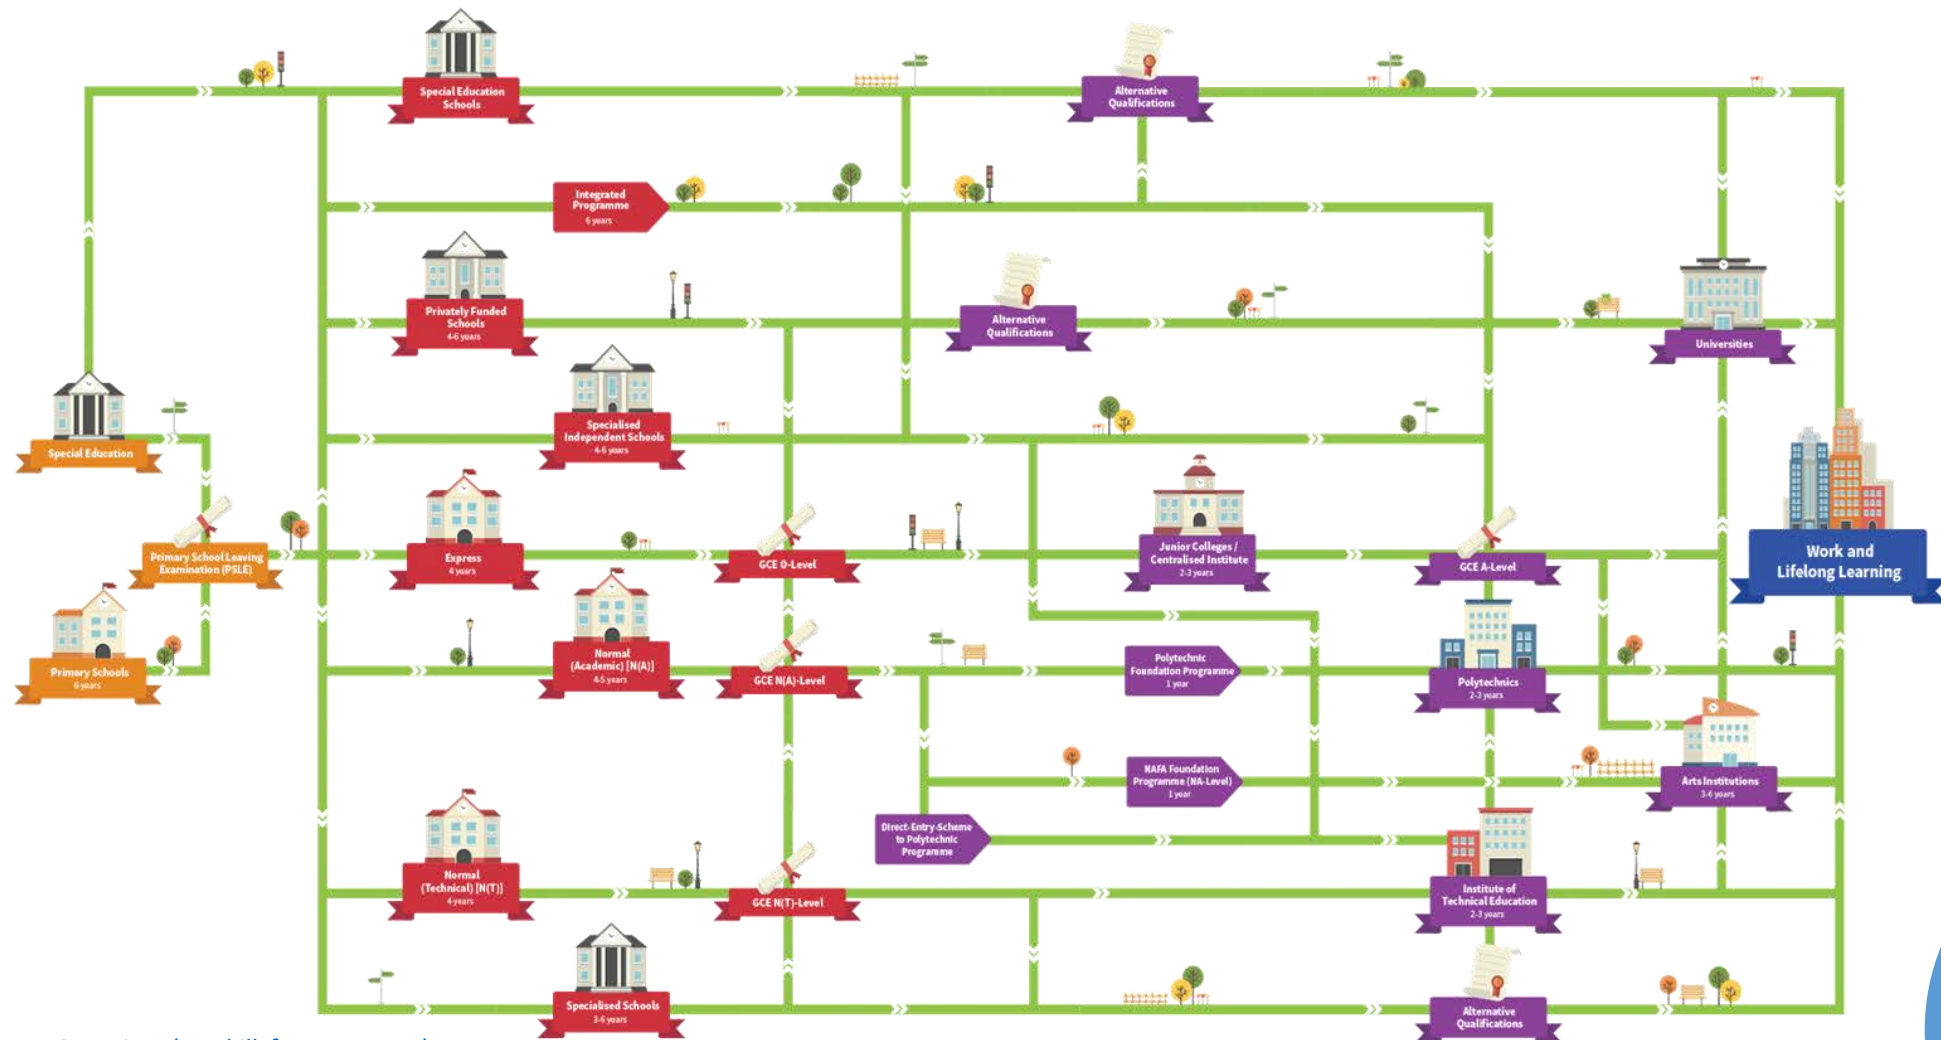 Special Education
Schools
Alternative
Qualifications
Integrated
Programme
6 years
Privately Funded
Schools
4-6 years
Alternative
Qualifications
Universities
Specialised
Independent Schools
4-6 years
Special Education
Primary School Leaving
Examination (PSLE)
Express
4 years
GCE O-Level
Junior Colleges /
Centralised Institute
2-3 years
GCE A-Level
Work and
Lifelong Learning
Primary Schools
6 years
Normal
(Academic) [N(A)]
4-5 years
GCE N(A)-Level
Polytechnic
Foundation Programme
1 year
Polytechnics
2-3 years
NAFA Foundation
Programme (NA-Level)
1 year
Arts Institutions
3-6 years
Direct-Entry-Scheme
to Polytechnic
Programme
Normal
(Technical) [N(T)]
4 years
GCE N(T)-Level
Institute of
Technical Education
2-3 years
Specialised Schools
3-6 years
Alternative
Qualifications